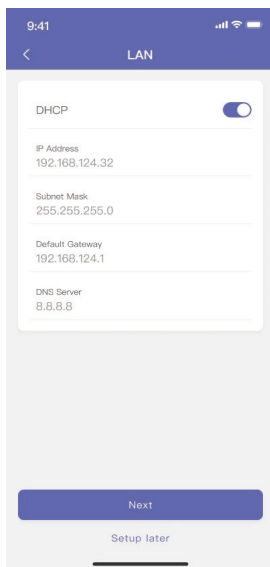 9:41
LAN
DHCP
IP Address
192.168.124.32
Subnet Mask
255.255.255.0
Default Gateway
192.168.124.1
DNS Server
8.8.8.8
Next
Setup later